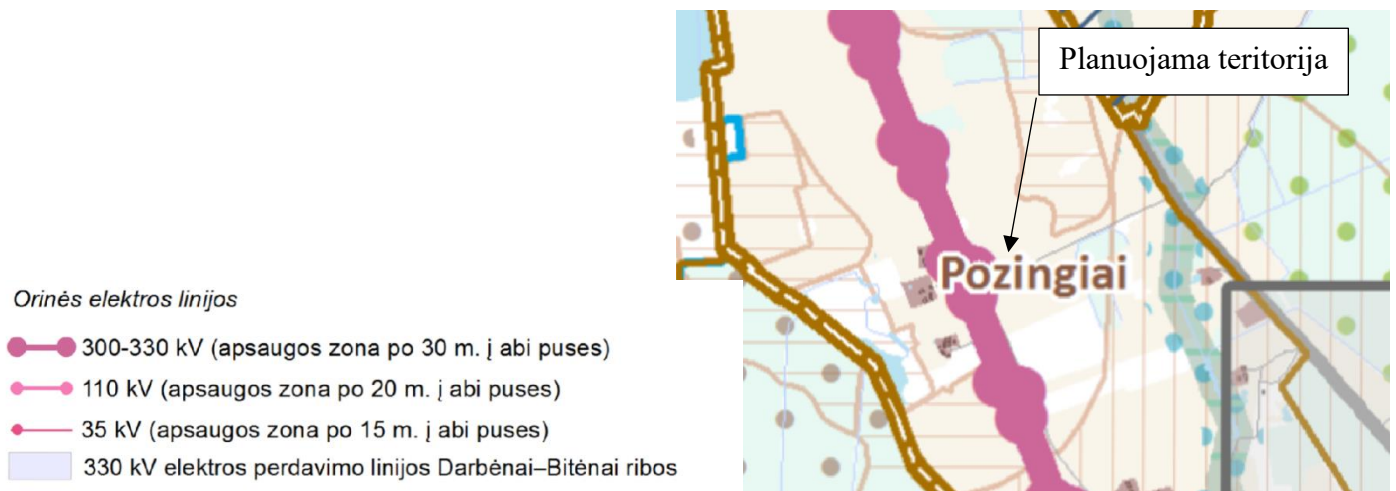 Planuojama teritorija
Pozingiai
Orinės elektros linijos
300-330 kV (apsaugos zona po 30 m. į abi puses)
110 kV (apsaugos zona po 20 m. į abi puses)
35 kV (apsaugos zona po 15 m. į abi puses)
330 kV elektros perdavimo linijos Darbėnai–Bitėnai ribos